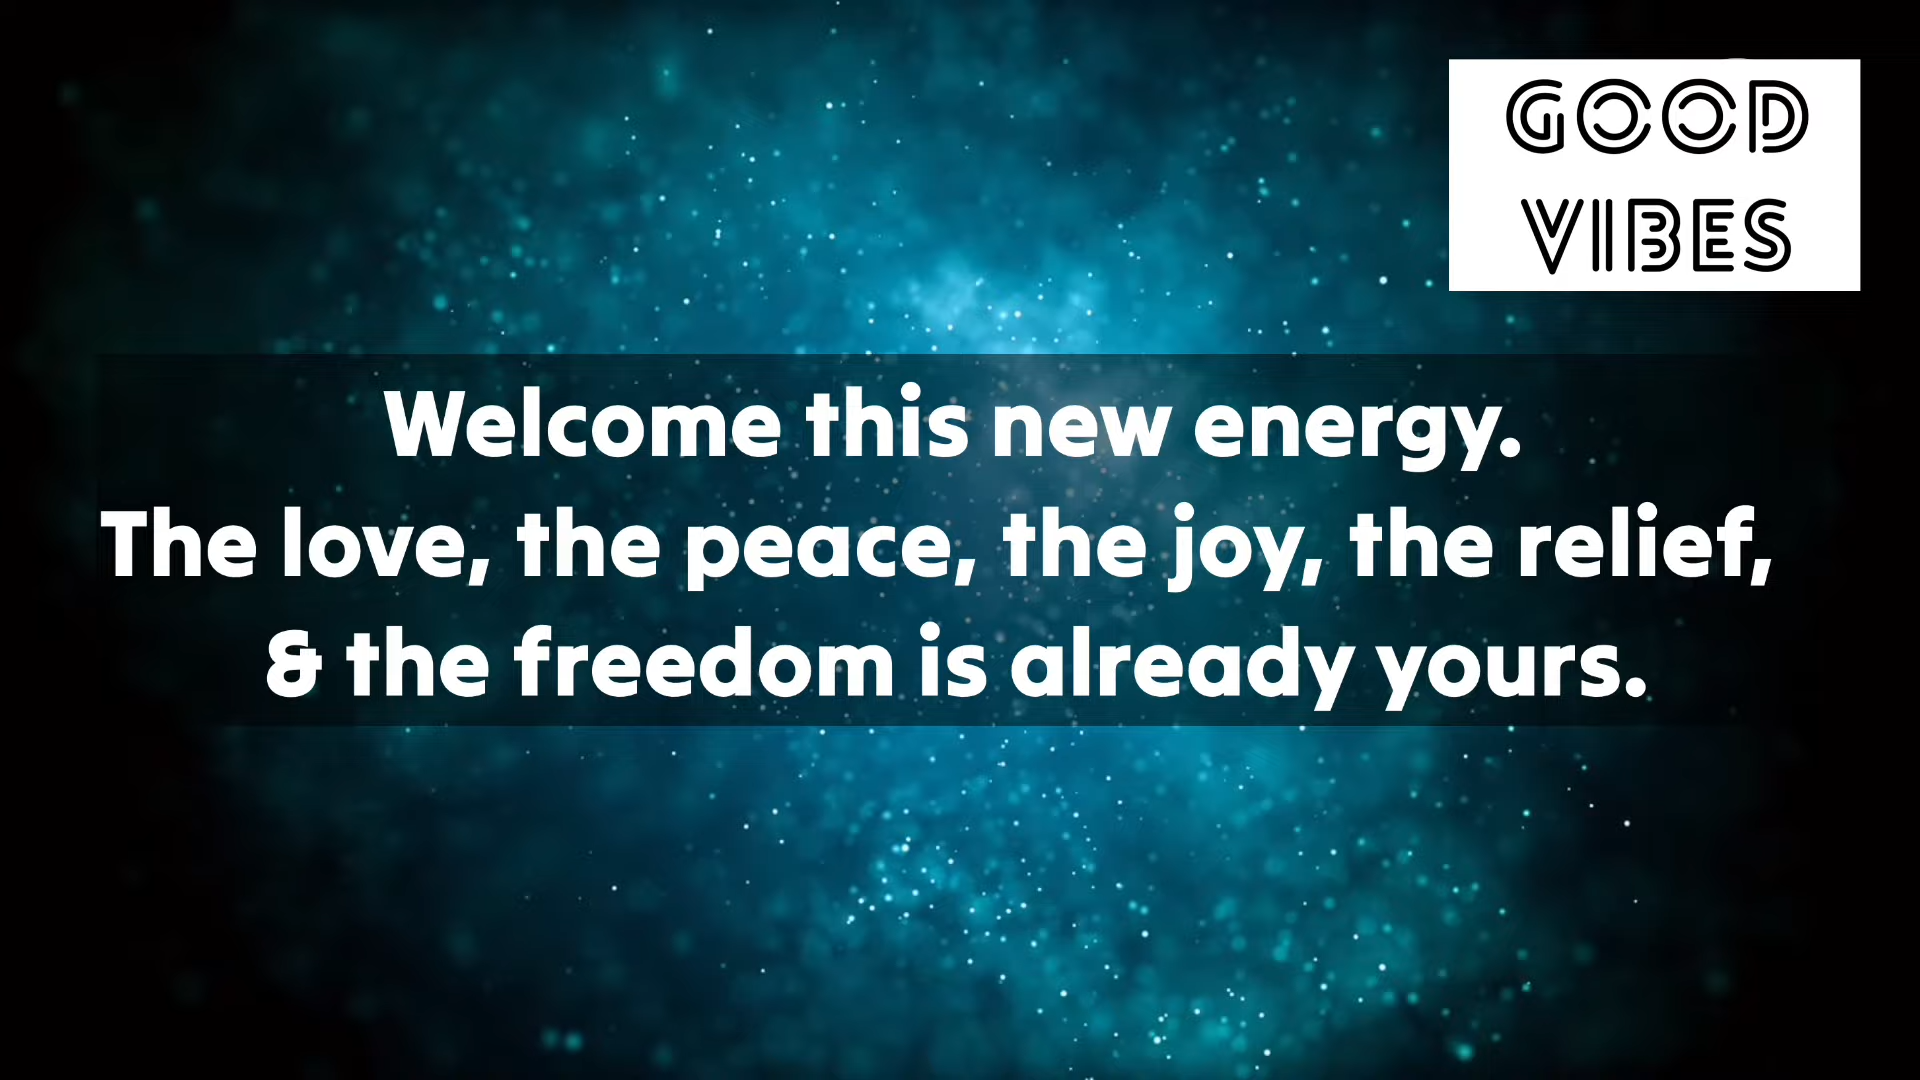 GOOD
VIBES
Welcome this new energy.
The love, the peace, the joy, the relief,
& the freedom is already yours.